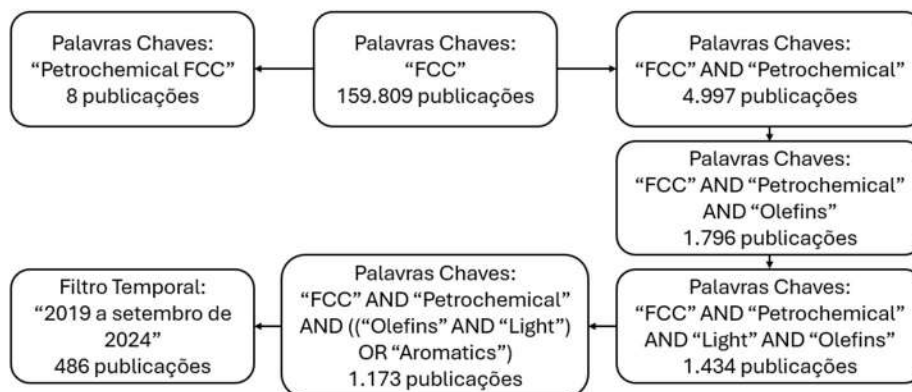 Palavras Chaves:
“Petrochemical FCC”
8 publicações
Palavras Chaves:
“FCC”
159.809 publicações
Palavras Chaves:
“FCC” AND “Petrochemical”
4.997 publicações
Palavras Chaves:
“FCC” AND “Petrochemical”
AND “Olefins”
1.796 publicações
Palavras Chaves:
“FCC” AND “Petrochemical”
AND “Light” AND “Olefins”
1.434 publicações
Palavras Chaves:
“FCC” AND “Petrochemical”
AND ((“Olefins” AND “Light”)
OR “Aromatics”)
1.173 publicações
Filtro Temporal:
“2019 a setembro de
2024”
486 publicações